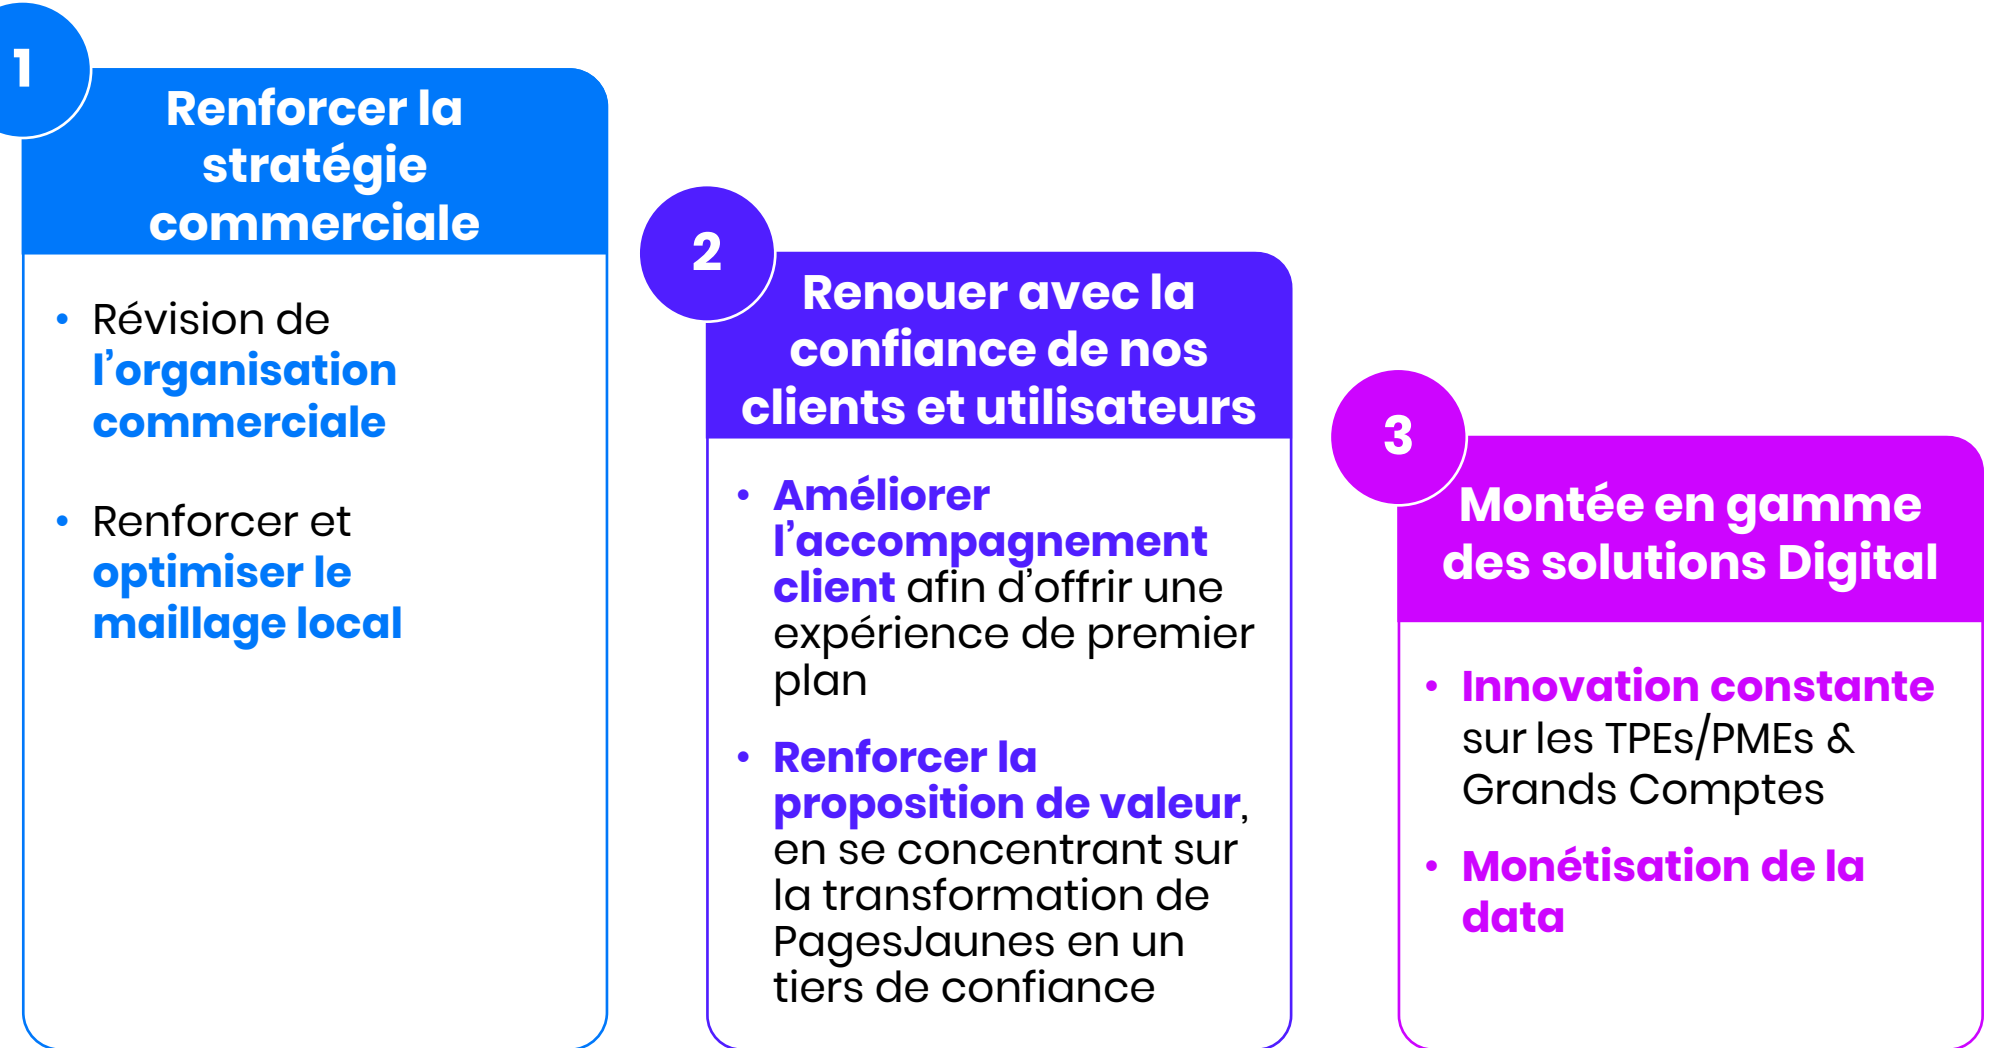 1
Renforcer la
stratégie
commerciale
• Révision de
l’organisation
commerciale
• Renforcer et
optimiser le
maillage local
2
Renouer avec la
confiance de nos
clients et utilisateurs
• Améliorer
l’accompagnement
client afin d’offrir une
expérience de premier
plan
• Renforcer la
proposition de valeur,
en se concentrant sur
la transformation de
PagesJaunes en un
tiers de confiance
3
Montée en gamme
des solutions Digital
• Innovation constante
sur les TPEs/PMEs &
Grands Comptes
• Monétisation de la
data